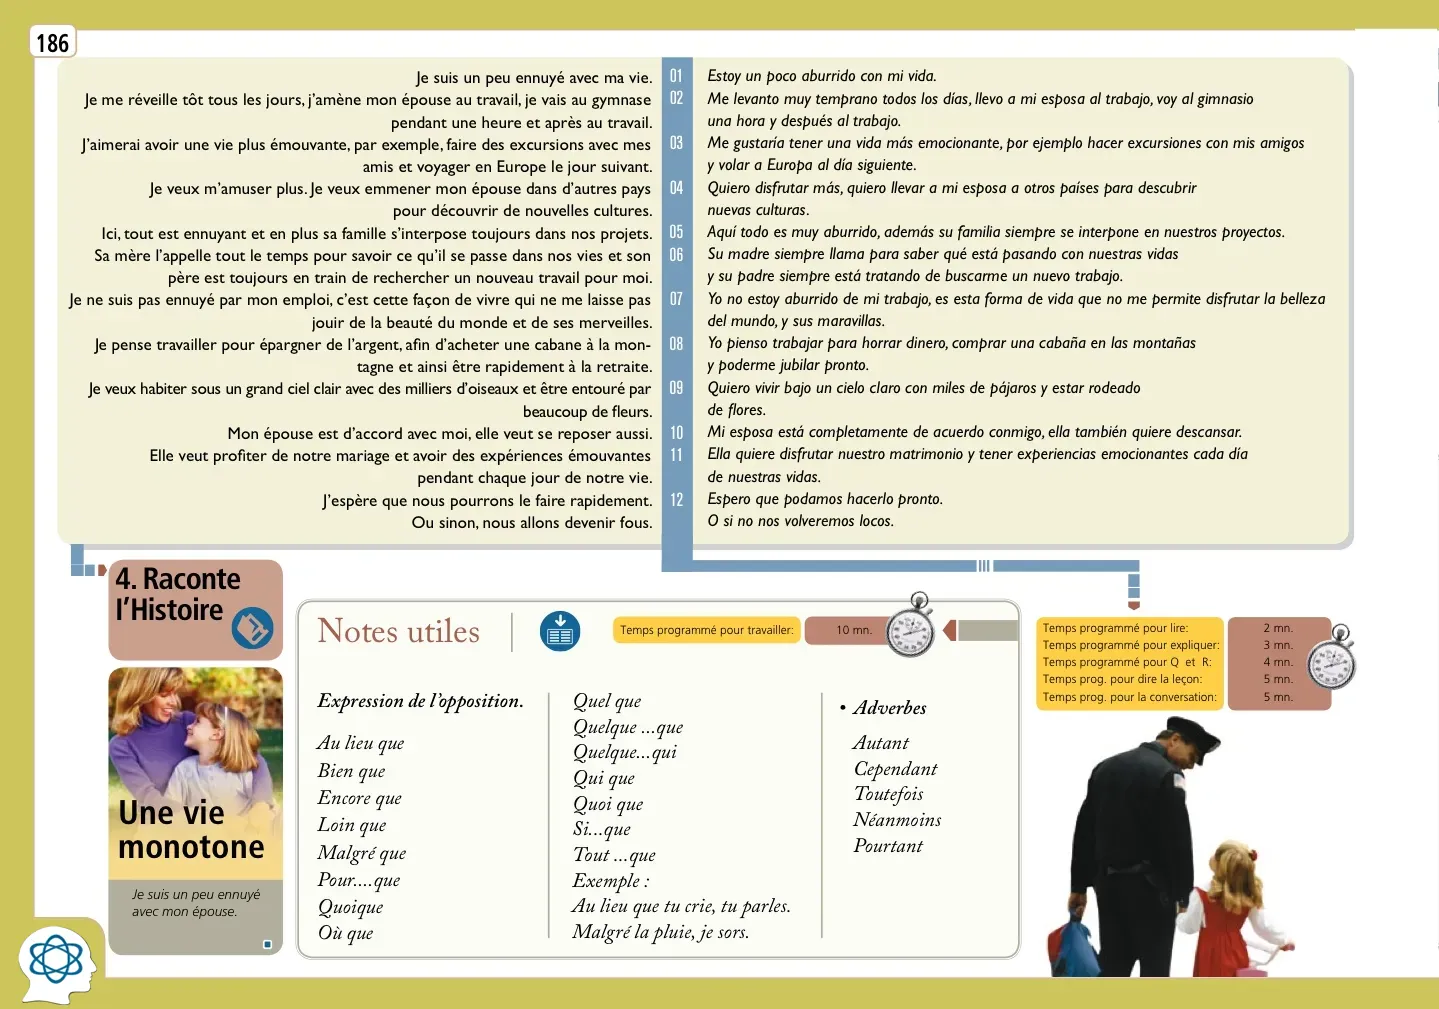 186
Je suis un peu ennuyé avec ma vie.
Je me réveille tôt tous les jours, j'amène mon épouse au travail, je vais au gymnase
pendant une heure et après au travail.
J'aimerai avoir une vie plus émouvante, par exemple, faire des excursions avec mes
amis et voyager en Europe le jour suivant.
Je veux m'amuser plus. Je veux emmener mon épouse dans d'autres pays
pour découvrir de nouvelles cultures.
Ici, tout est ennuyant et en plus sa famille s'interpose toujours dans nos projets.
Sa mère l'appelle tout le temps pour savoir ce qu'il se passe dans nos vies et son
père est toujours en train de rechercher un nouveau travail pour moi.
Je ne suis pas ennuyé par mon emploi, c'est cette façon de vivre qui ne me laisse pas
jouir de la beauté du monde et de ses merveilles.
Je pense travailler pour épargner de l'argent, afin d'acheter une cabane à la mon-
tagne et ainsi être rapidement à la retraite.
Je veux habiter sous un grand ciel clair avec des milliers d'oiseaux et être entouré par
beaucoup de fleurs.
Mon épouse est d'accord avec moi, elle veut se reposer aussi.
Elle veut profiter de notre mariage et avoir des expériences émouvantes
pendant chaque jour de notre vie.
J'espère que nous pourrons le faire rapidement.
Ou sinon, nous allons devenir fous.
01
02
03
04
05
06
07
08
09
10
11
12
Estoy un poco aburrido con mi vida.
Me levanto muy temprano todos los días, llevo a mi esposa al trabajo, voy al gimnasio
una hora y después al trabajo.
Me gustaría tener una vida más emocionante, por ejemplo hacer excursiones con mis amigos
y volar a Europa al día siguiente.
Quiero disfrutar más, quiero llevar a mi esposa a otros países para descubrir
nuevas culturas.
Aquí todo es muy aburrido, además su familia siempre se interpone en nuestros proyectos.
Su madre siempre llama para saber qué está pasando con nuestras vidas
y su padre siempre está tratando de buscarme un nuevo trabajo.
Yo no estoy aburrido de mi trabajo, es esta forma de vida que no me permite disfrutar la belleza
del mundo, y sus maravillas.
Yo pienso trabajar para horrar dinero, comprar una cabaña en las montañas
y poderme jubilar pronto.
Quiero vivir bajo un cielo claro con miles de pájaros y estar rodeado
de flores.
Mi esposa está completamente de acuerdo conmigo, ella también quiere descansar.
Ella quiere disfrutar nuestro matrimonio y tener experiencias emocionantes cada día
de nuestras vidas.
Espero que podamos hacerlo pronto.
O si no nos volveremos locos.
4. Raconte
l'Histoire
Une vie
monotone
Je suis un peu ennuyé
avec mon épouse.
Notes utiles
Temps programmé pour travailler:
10 mn.
Expression de l'opposition.
Au lieu que
Bien que
Encore que
Loin que
Malgré que
Pour....que
Quoique
Où que
Quel que
Quelque ...que
Quelque...qui
Qui que
Quoi que
Si...que
Tout ...que
Exemple :
Au lieu que tu crie, tu parles.
Malgré la pluie, je sors.
• Adverbes
Autant
Cependant
Toutefois
Néanmoins
Pourtant
Temps programmé pour lire: 2 mn.
Temps programmé pour expliquer: 3 mn.
Temps programmé pour Q et R: 4 mn.
Temps prog. pour dire la leçon: 5 mn.
Temps prog. pour la conversation: 5 mn.